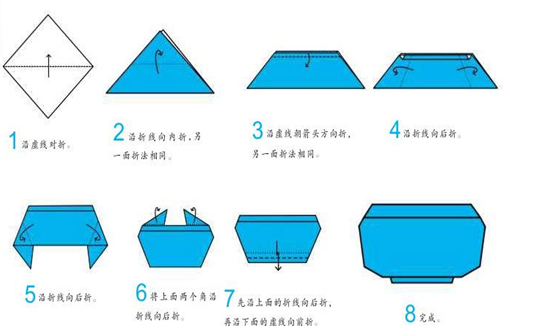 1 沿虚线对折。
2 沿折线向内折,另
一面折法相同。
3 沿虚线朝箭头方向折,
另一面折法相同。
4 沿折线向后折。
5 沿折线向后折。
6 将上面两个角沿
折线向后折。
7 先沿上面的折线向后折,
再沿下面的虚线向前折。
8 完成。